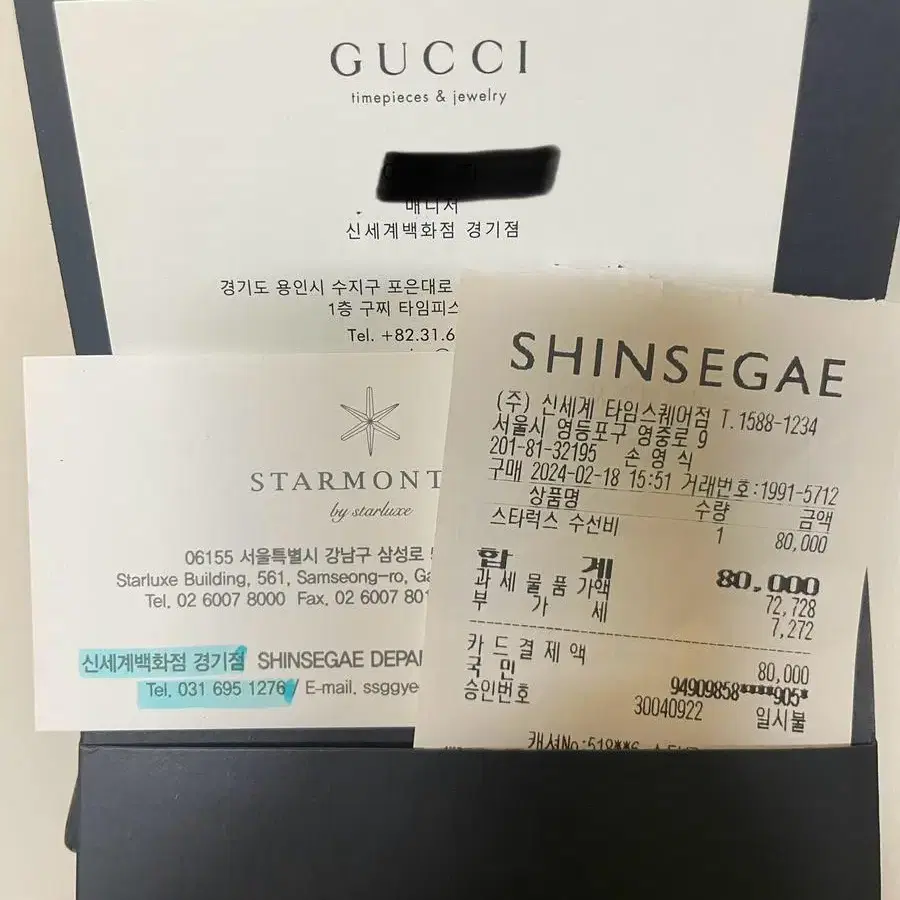 GUCCI
timepieces & jewelry
매니저
신세계백화점 경기점
경기도 용인시 수지구 포은대로
1층 구찌 타임피스
Tel. +82.31.6
STARMONT
by starluxe
06155 서울특별시 강남구 삼성로
Starluxe Building, 561, Samseong-ro, Ga
Tel. 02 6007 8000 Fax. 02 6007 801
신세계백화점 경기점 SHINSEGAE DEPA
Tel. 031 695 1276 / E-mail. ssggye
SHINSEGAE
(주) 신세계 타임스퀘어점 T.1588-1234
서울시 영등포구 영중로 9
201-81-32195 손영식
구매 2024-02-18 15:51 거래번호:1991-5712
상품명 수량 금액
스타럭스 수선비 1 80,000
합 계 80,000
과세물품가액 72,728
부 가 세 7,272
카드결제액 80,000
국민 94909858****905*
승인번호 30040922 일시불
캐셔No:518**6